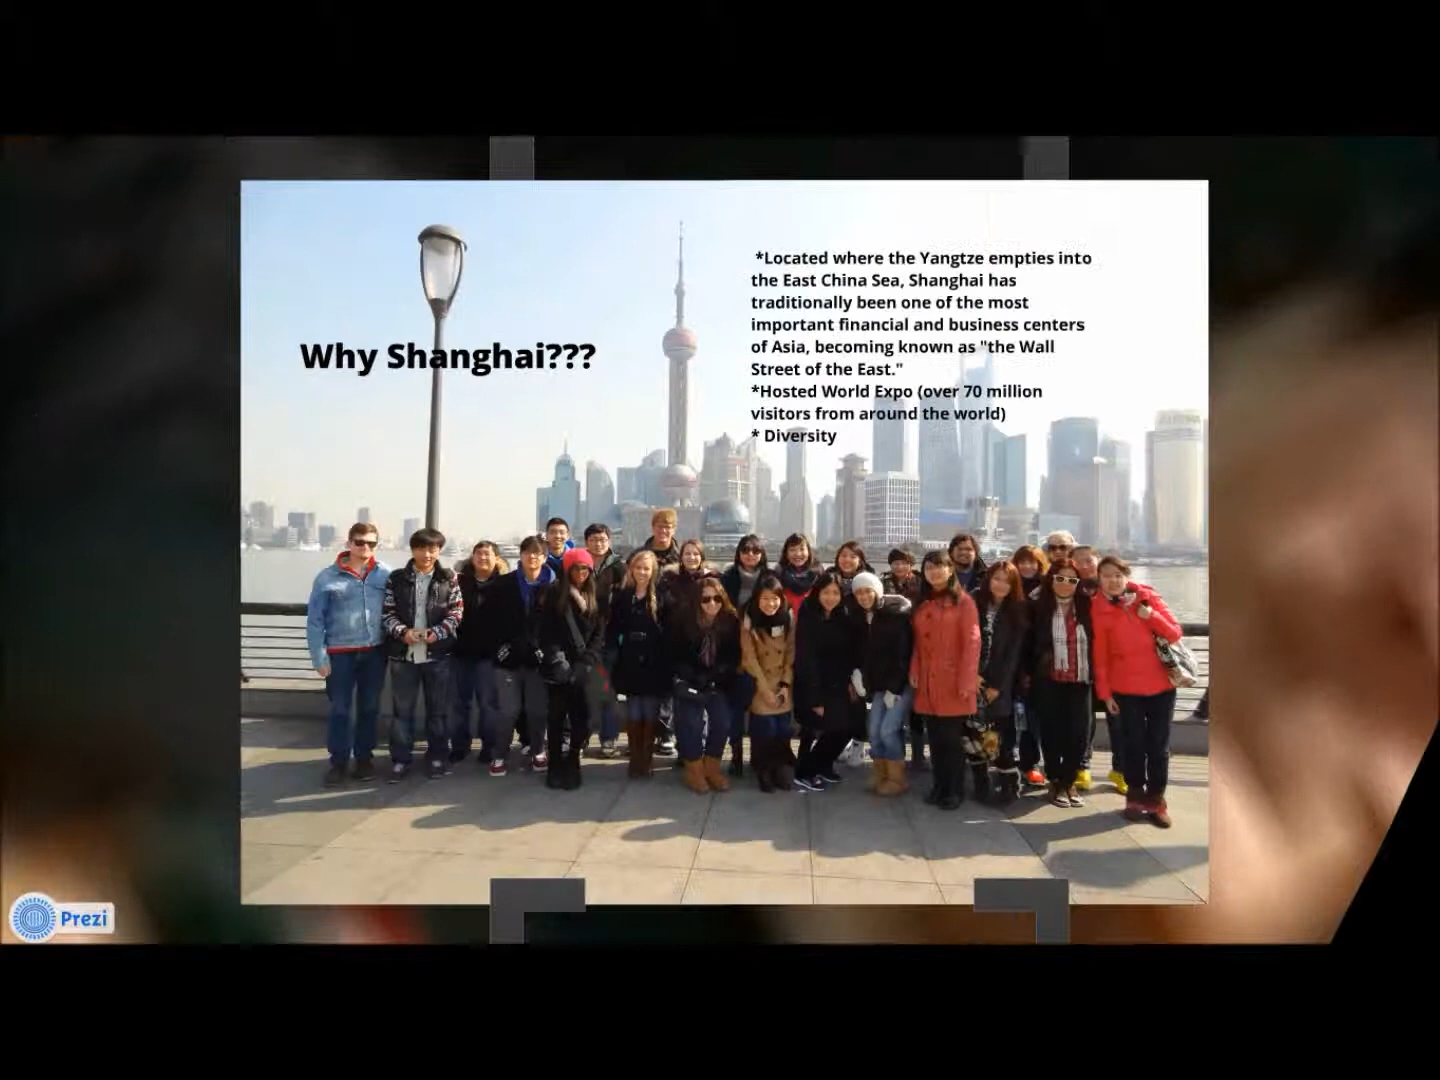 Why Shanghai???
*Located where the Yangtze empties into
the East China Sea, Shanghai has
traditionally been one of the most
important financial and business centers
of Asia, becoming known as "the Wall
Street of the East."
*Hosted World Expo (over 70 million
visitors from around the world)
* Diversity
Prezi